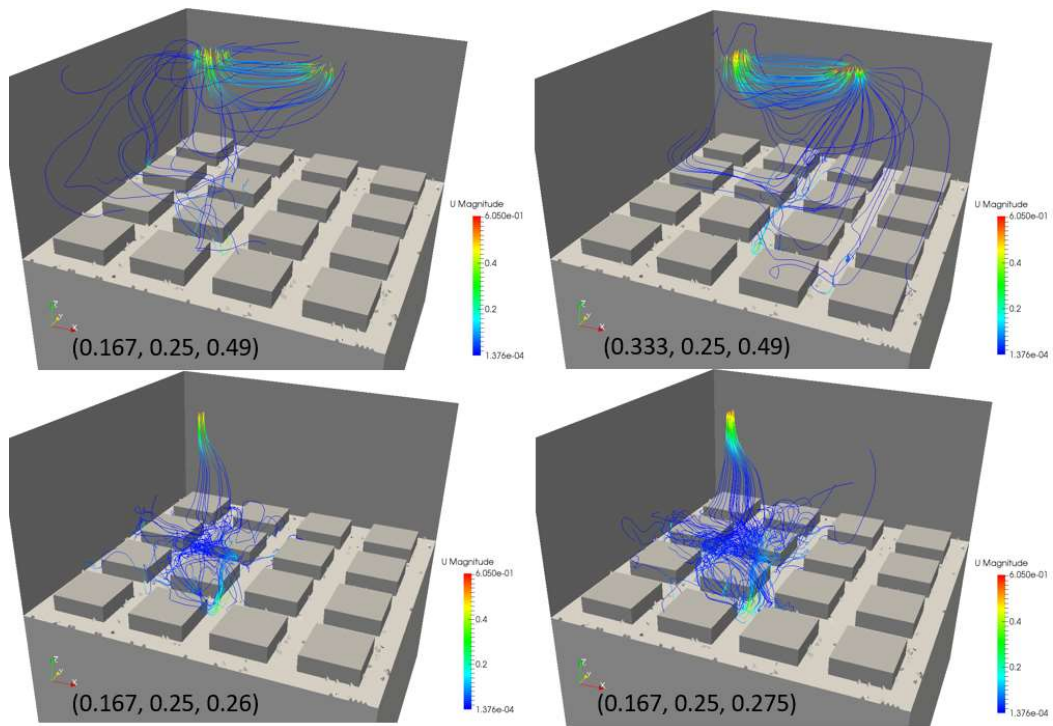 U Magnitude
6.050e-01
0.4
0.2
1.376e-04
Z
Y
X
(0.167, 0.25, 0.49)
U Magnitude
6.050e-01
0.4
0.2
1.376e-04
Z
Y
X
(0.333, 0.25, 0.49)
U Magnitude
6.050e-01
0.4
0.2
1.376e-04
Z
Y
X
(0.167, 0.25, 0.26)
U Magnitude
6.050e-01
0.4
0.2
1.376e-04
Z
Y
X
(0.167, 0.25, 0.275)